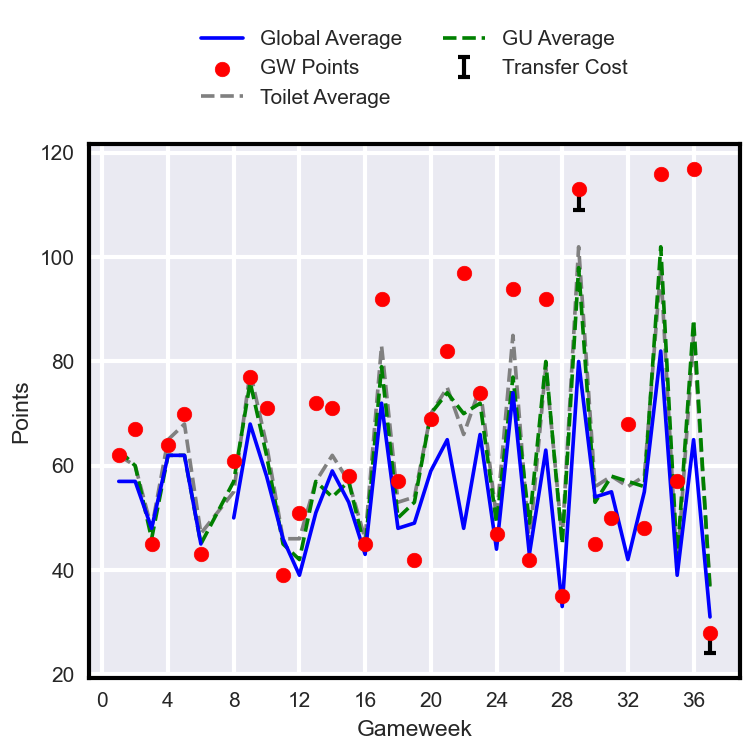 Global Average
GW Points
Toilet Average
GU Average
Transfer Cost
120
100
80
60
40
20
Points
0 4 8 12 16 20 24 28 32 36
Gameweek